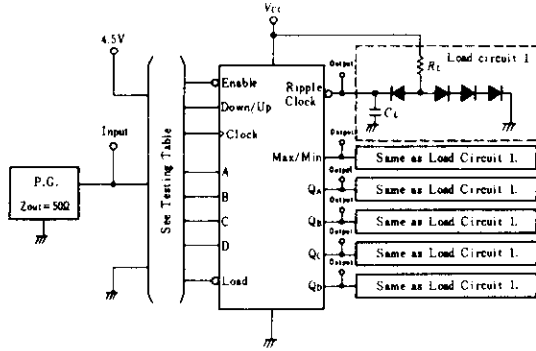 Vcc
4.5V
Input
P.G.
Zout=50Ω
See Testing Table
Enable
Down/Up
Clock
A
B
C
D
Load
Ripple
Clock
Max/Min
QA
QB
QC
QD
Output
RL
Load circuit 1
CL
Output
Same as Load Circuit 1.
Output
Same as Load Circuit 1.
Output
Same as Load Circuit 1.
Output
Same as Load Circuit 1.
Output
Same as Load Circuit 1.